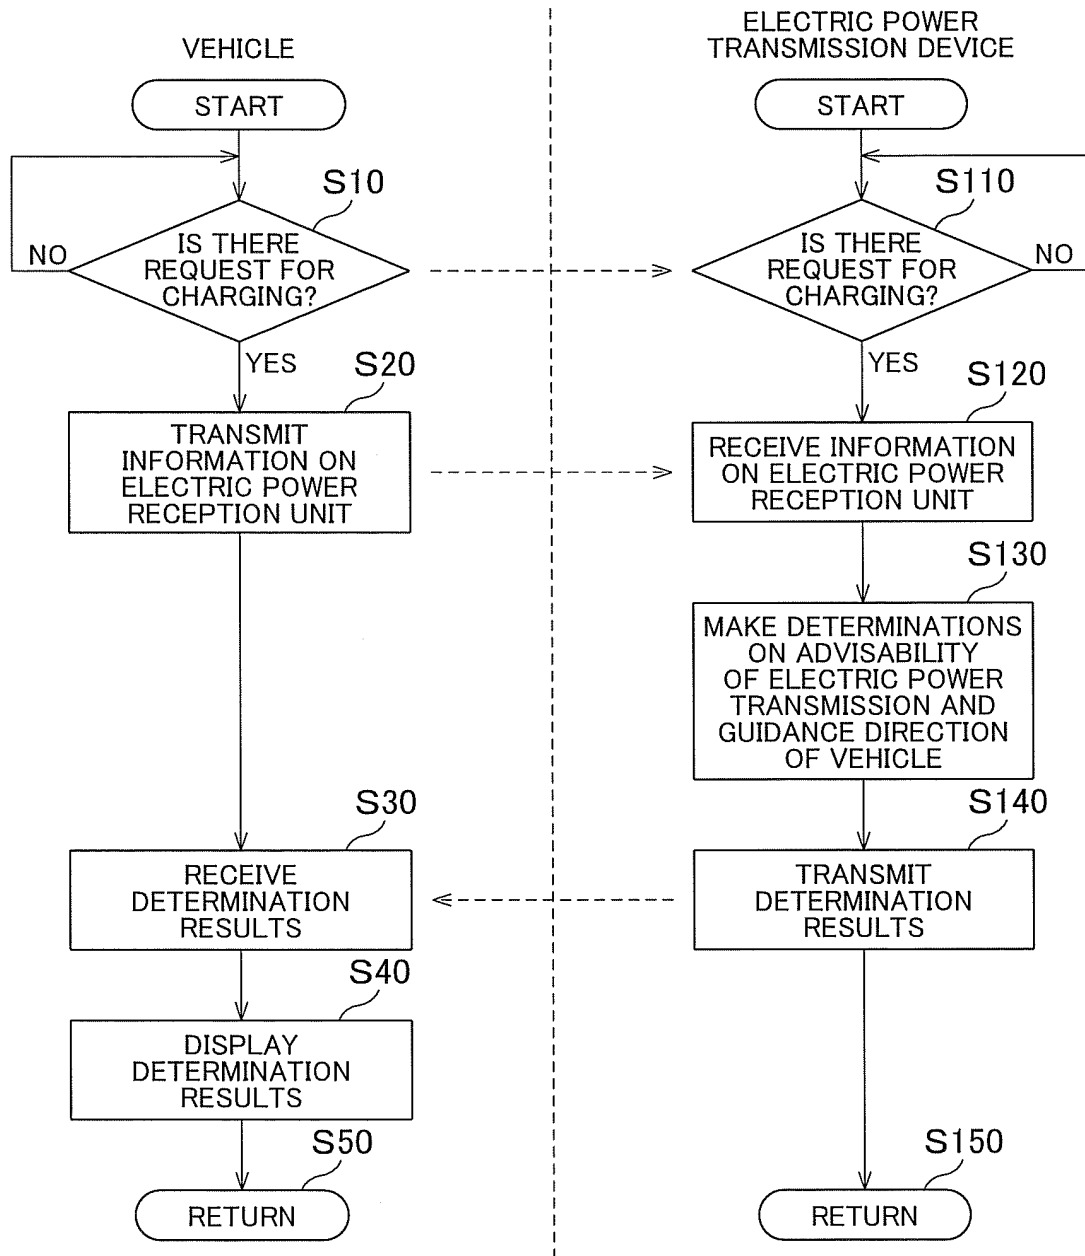 VEHICLE
START
S10
IS THERE
REQUEST FOR
CHARGING?
NO
YES
S20
TRANSMIT
INFORMATION ON
ELECTRIC POWER
RECEPTION UNIT
S30
RECEIVE
DETERMINATION
RESULTS
S40
DISPLAY
DETERMINATION
RESULTS
S50
RETURN
ELECTRIC POWER
TRANSMISSION DEVICE
START
S110
IS THERE
REQUEST FOR
CHARGING?
NO
YES
S120
RECEIVE INFORMATION
ON ELECTRIC POWER
RECEPTION UNIT
S130
MAKE DETERMINATIONS
ON ADVISABILITY
OF ELECTRIC POWER
TRANSMISSION AND
GUIDANCE DIRECTION
OF VEHICLE
S140
TRANSMIT
DETERMINATION
RESULTS
S150
RETURN